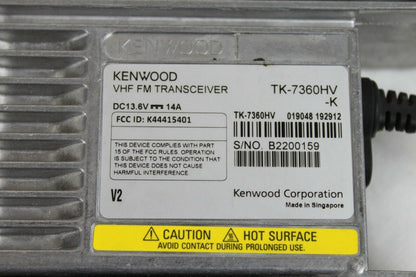 KENWOOD
KENWOOD
VHF FM TRANSCEIVER
TK-7360HV
-K
DC13.6V ⎓ 14A
FCC ID: K44415401
TK-7360HV 019048 192912
THIS DEVICE COMPLIES WITH PART
15 OF THE FCC RULES. OPERATION
IS SUBJECT TO THE CONDITION
THAT THIS DEVICE DOES NOT
CAUSE HARMFUL INTERFERENCE.
S/NO. B2200159
V2
Kenwood Corporation
Made in Singapore
CAUTION HOT SURFACE
AVOID CONTACT DURING PROLONGED USE.